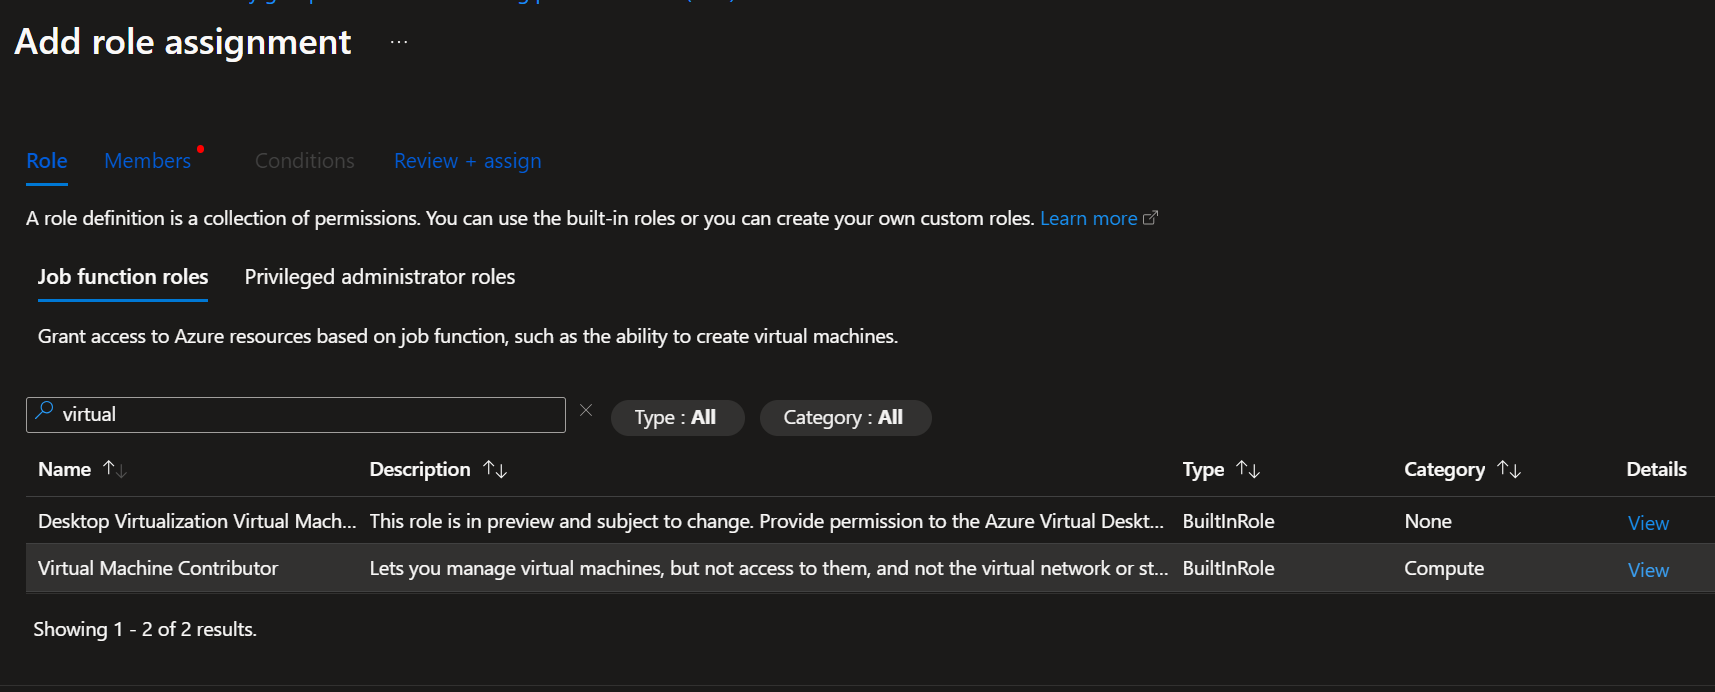 Add role assignment ...
Role Members Conditions Review + assign
A role definition is a collection of permissions. You can use the built-in roles or you can create your own custom roles. Learn more
Job function roles Privileged administrator roles
Grant access to Azure resources based on job function, such as the ability to create virtual machines.
virtual Type : All Category : All
Name Description Type Category Details
Desktop Virtualization Virtual Mach... This role is in preview and subject to change. Provide permission to the Azure Virtual Deskt... BuiltInRole None View
Virtual Machine Contributor Lets you manage virtual machines, but not access to them, and not the virtual network or st... BuiltInRole Compute View
Showing 1 - 2 of 2 results.